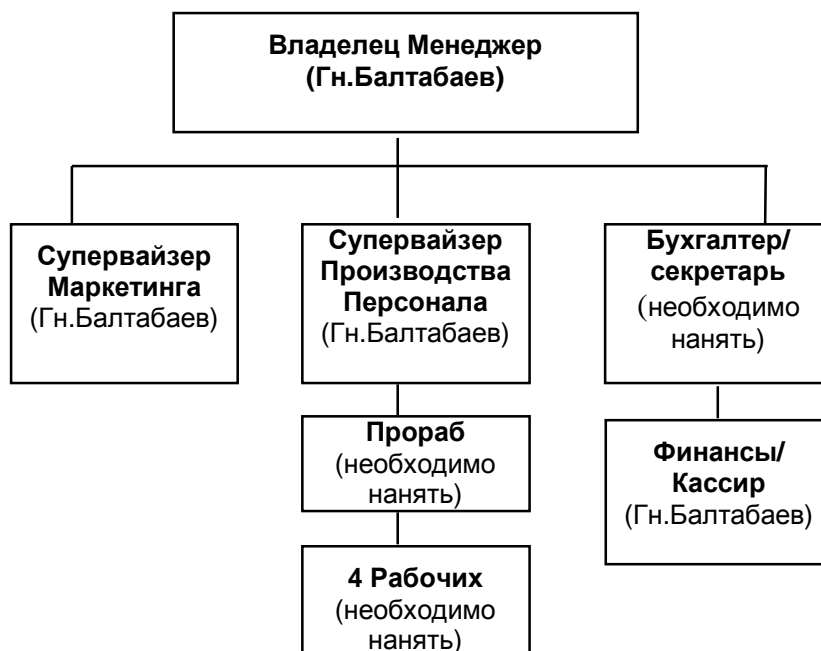 Владелец Менеджер
(Гн.Балтабаев)
Супервайзер
Маркетинга
(Гн.Балтабаев)
Супервайзер
Производства
Персонала
(Гн.Балтабаев)
Бухгалтер/
секретарь
(необходимо
нанять)
Прораб
(необходимо
нанять)
Финансы/
Кассир
(Гн.Балтабаев)
4 Рабочих
(необходимо
нанять)